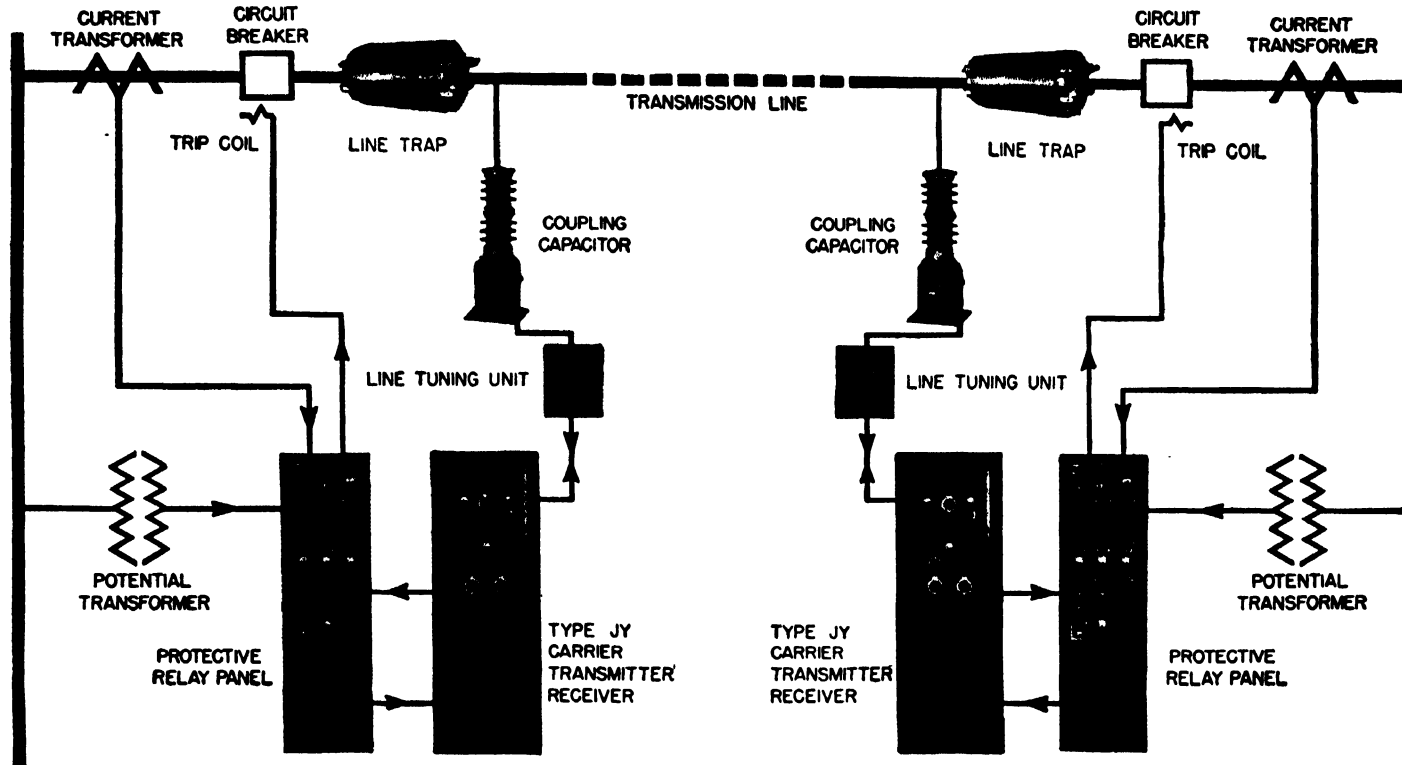 CURRENT
TRANSFORMER
CIRCUIT
BREAKER
CIRCUIT
BREAKER
CURRENT
TRANSFORMER
TRANSMISSION LINE
TRIP COIL
LINE TRAP
LINE TRAP
TRIP COIL
COUPLING
CAPACITOR
COUPLING
CAPACITOR
LINE TUNING UNIT
LINE TUNING UNIT
POTENTIAL
TRANSFORMER
POTENTIAL
TRANSFORMER
PROTECTIVE
RELAY PANEL
TYPE JY
CARRIER
TRANSMITTER
RECEIVER
TYPE JY
CARRIER
TRANSMITTER
RECEIVER
PROTECTIVE
RELAY PANEL